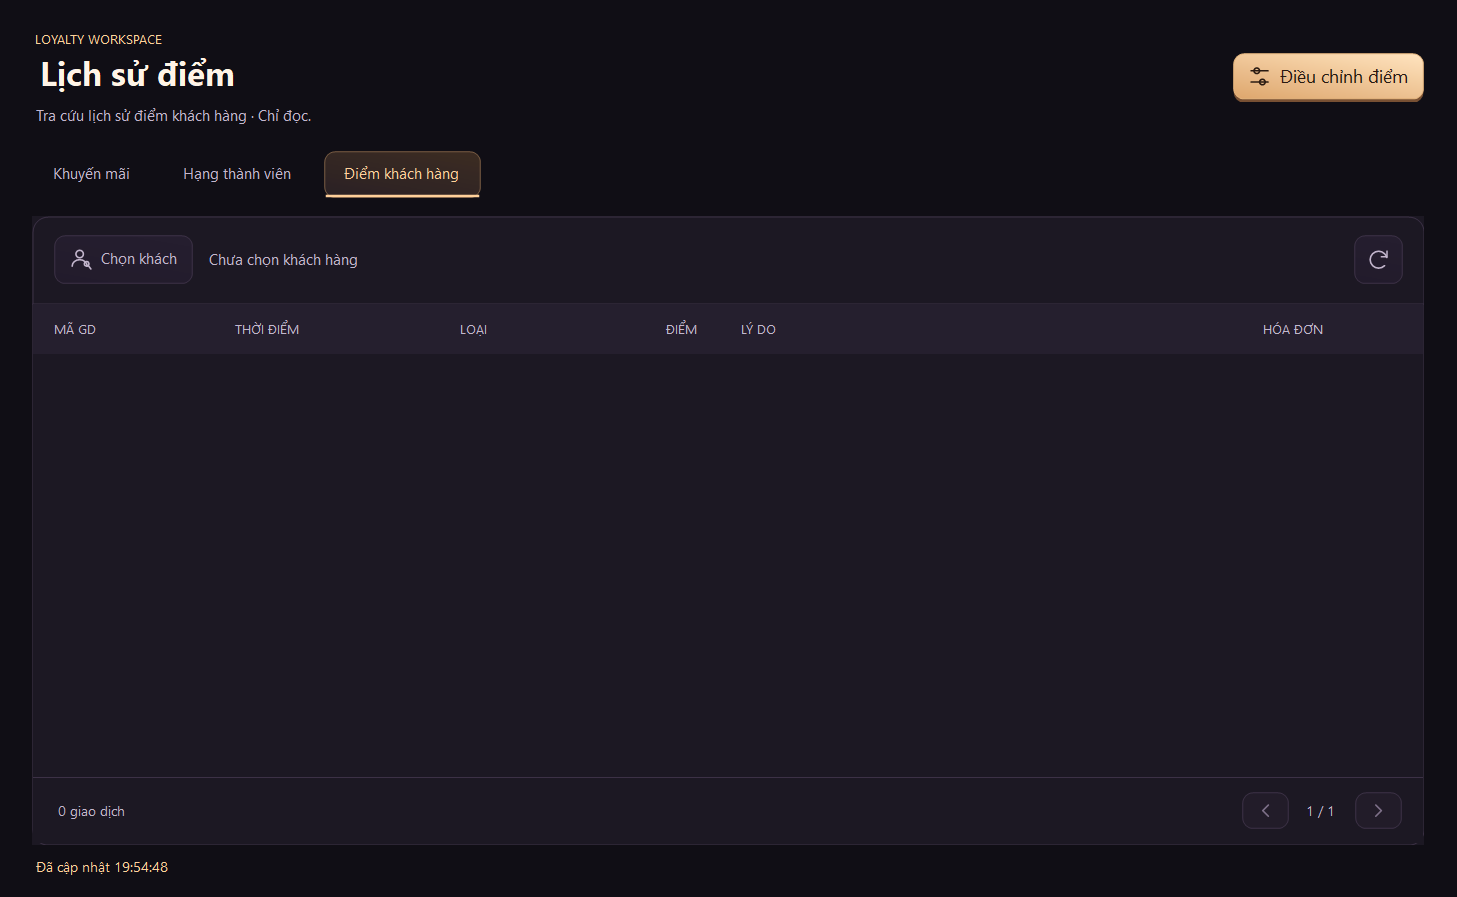 LOYALTY WORKSPACE
Lịch sử điểm
Điều chỉnh điểm
Tra cứu lịch sử điểm khách hàng · Chỉ đọc.
Khuyến mãi
Hạng thành viên
Điểm khách hàng
Chọn khách
Chưa chọn khách hàng
MÃ GD
THỜI ĐIỂM
LOẠI
ĐIỂM
LÝ DO
HÓA ĐƠN
0 giao dịch
1 / 1
Đã cập nhật 19:54:48